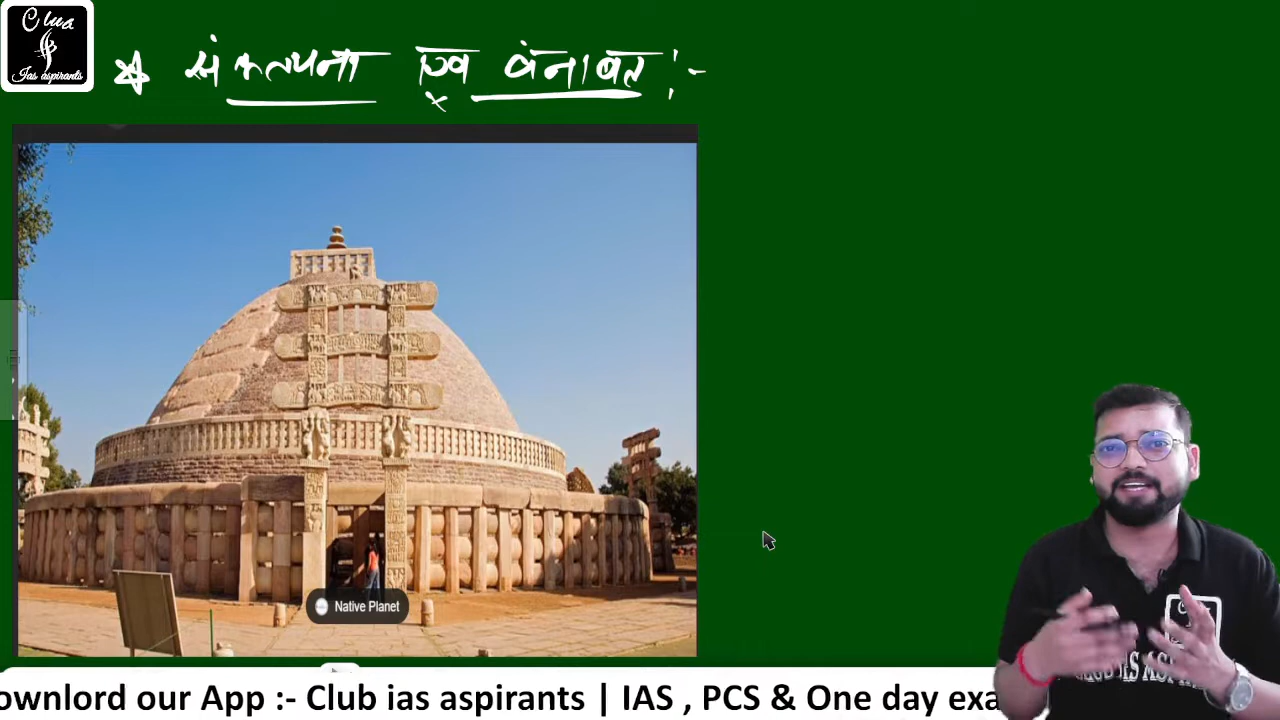 Club
Ias aspirants
संकल्पना एवं बनावट :-
Native Planet
ownlord our App :- Club ias aspirants | IAS , PCS & One day exa